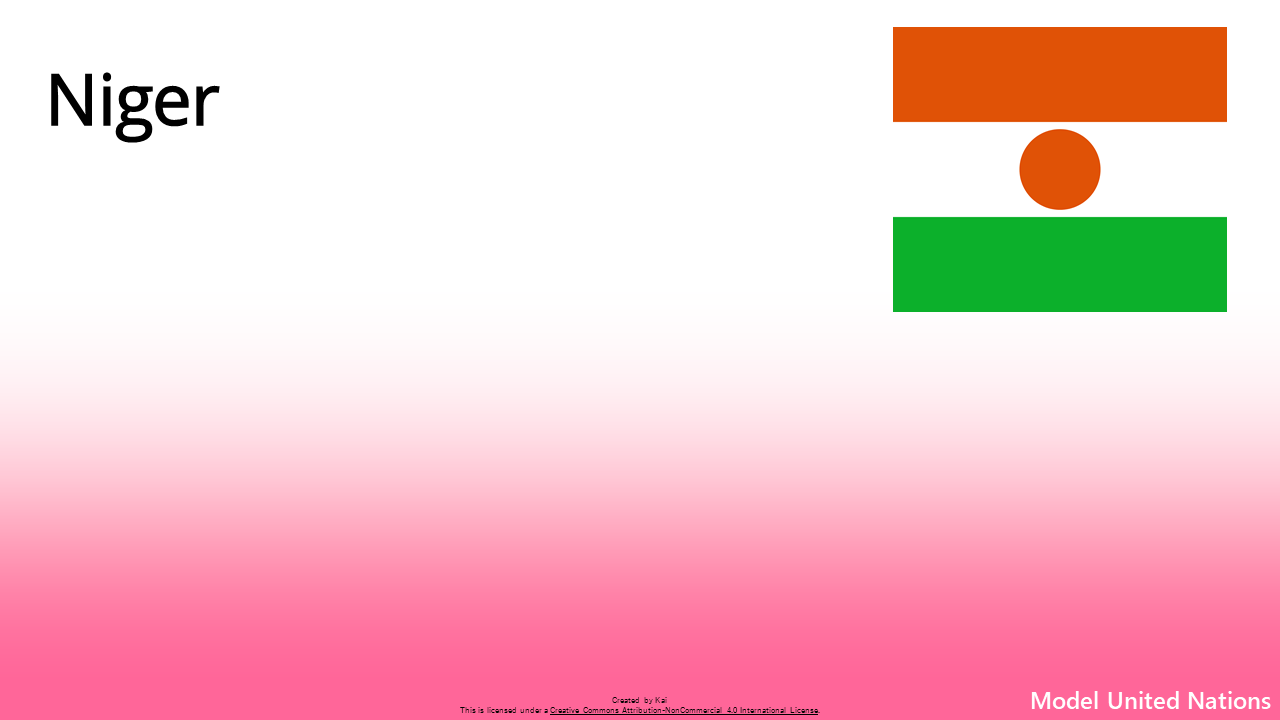 Niger
Created by Kai
This is licensed under a Creative Commons Attribution-NonCommercial 4.0 International License.
Model United Nations